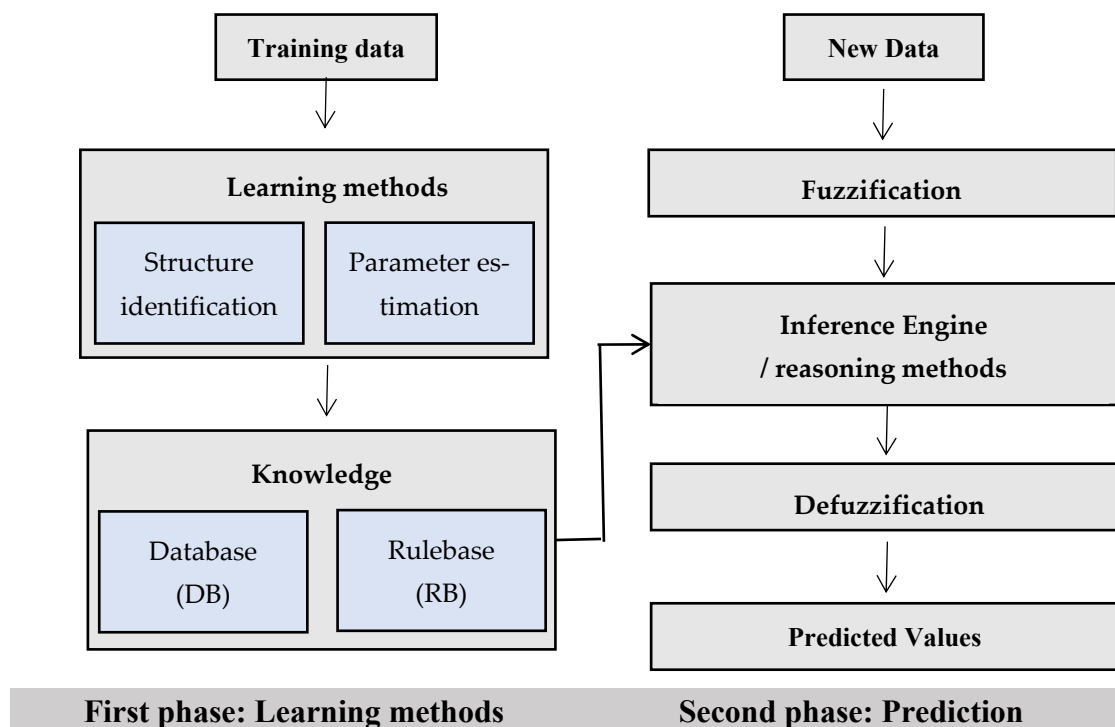 Training data
Learning methods
Structure
identification
Parameter es-
timation
Knowledge
Database
(DB)
Rulebase
(RB)
First phase: Learning methods
New Data
Fuzzification
Inference Engine
/ reasoning methods
Defuzzification
Predicted Values
Second phase: Prediction